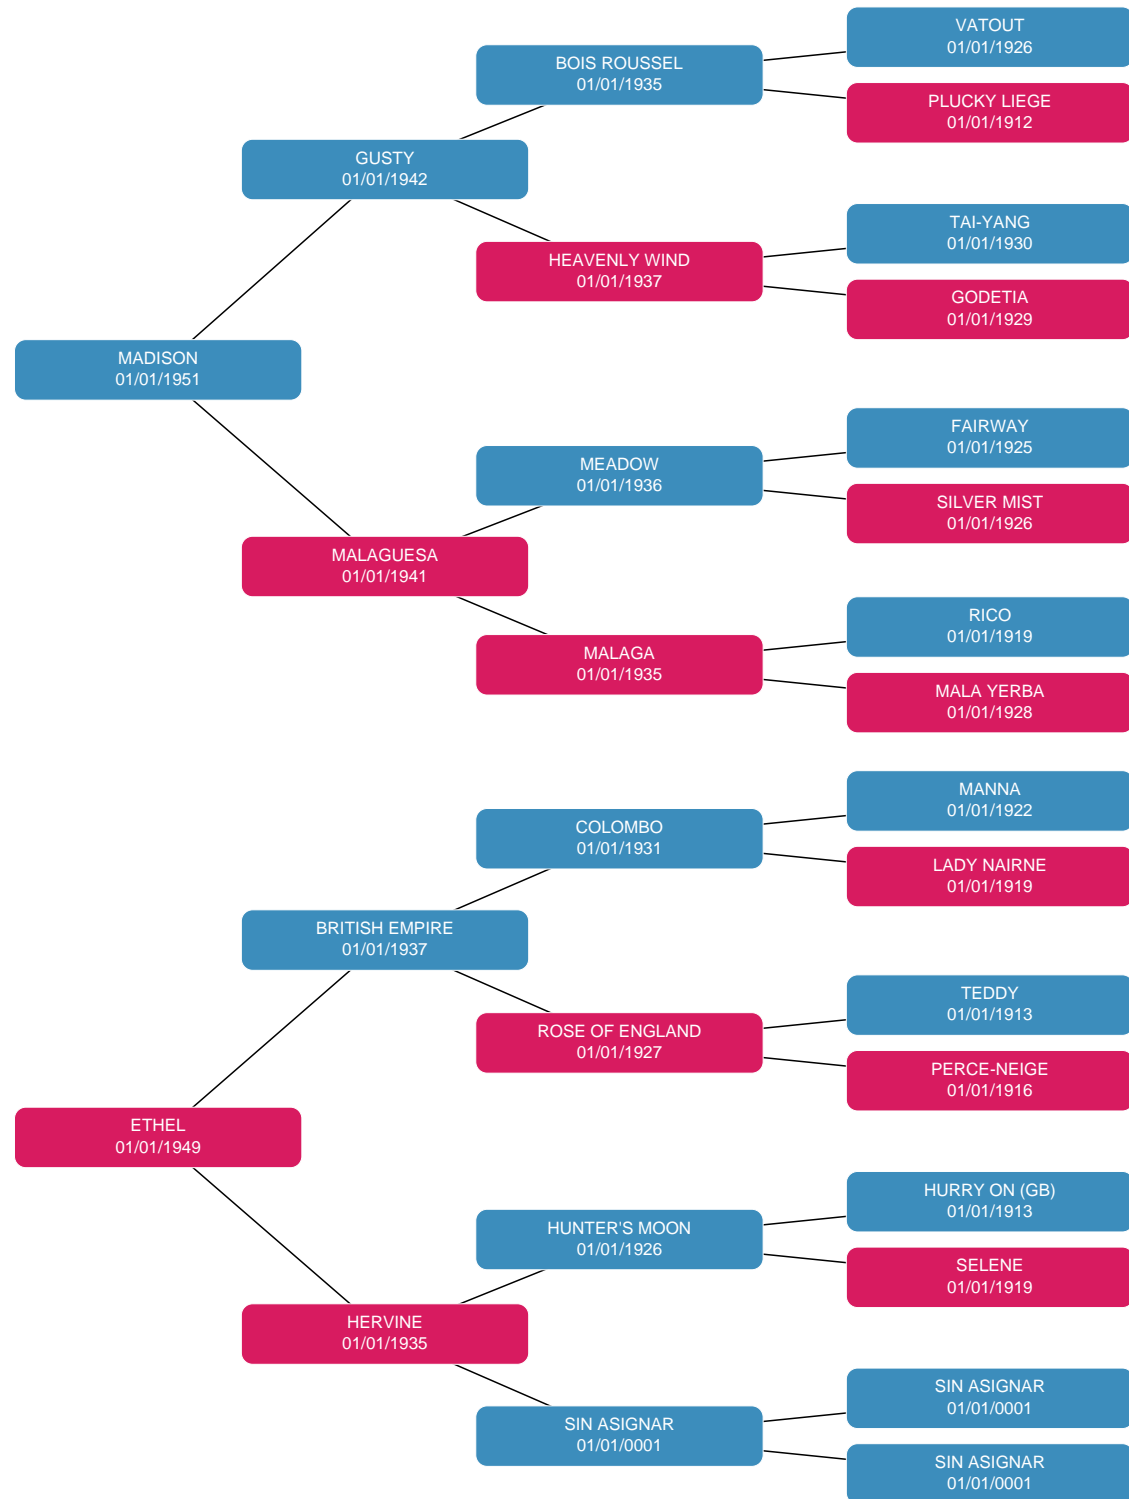 VATOUT
01/01/1926
BOIS ROUSSEL
01/01/1935
PLUCKY LIEGE
01/01/1912
GUSTY
01/01/1942
TAI-YANG
01/01/1930
HEAVENLY WIND
01/01/1937
GODETIA
01/01/1929
MADISON
01/01/1951
FAIRWAY
01/01/1925
MEADOW
01/01/1936
SILVER MIST
01/01/1926
MALAGUESA
01/01/1941
RICO
01/01/1919
MALAGA
01/01/1935
MALA YERBA
01/01/1928
MANNA
01/01/1922
COLOMBO
01/01/1931
LADY NAIRNE
01/01/1919
BRITISH EMPIRE
01/01/1937
TEDDY
01/01/1913
ROSE OF ENGLAND
01/01/1927
PERCE-NEIGE
01/01/1916
ETHEL
01/01/1949
HURRY ON (GB)
01/01/1913
HUNTER'S MOON
01/01/1926
SELENE
01/01/1919
HERVINE
01/01/1935
SIN ASIGNAR
01/01/0001
SIN ASIGNAR
01/01/0001
SIN ASIGNAR
01/01/0001